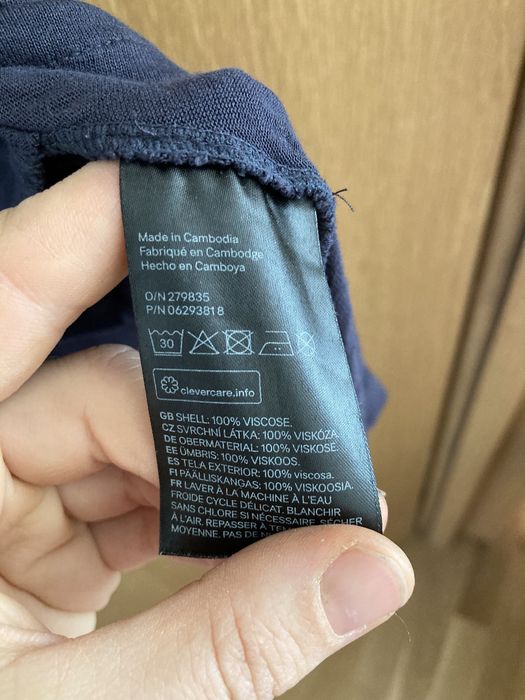 Made in Cambodia
Fabriqué en Cambodge
Hecho en Camboya
O/N 279835
P/N 06293818
30
clevercare.info
GB SHELL: 100% VISCOSE.
CZ SVRCHNÍ LÁTKA: 100% VISKÓZA.
DE OBERMATERIAL: 100% VISKOSE.
EE ÜMBRIS: 100% VISKOOS.
ES TELA EXTERIOR: 100% viscosa.
FI PÄÄLLISKANGAS: 100% VISKOOSIA.
FR LAVER À LA MACHINE À L'EAU
FROIDE CYCLE DÉLICAT. BLANCHIR
SANS CHLORE SI NÉCESSAIRE. SÉCHER
À L'AIR. REPASSER À
MOYENNE. PAS DE